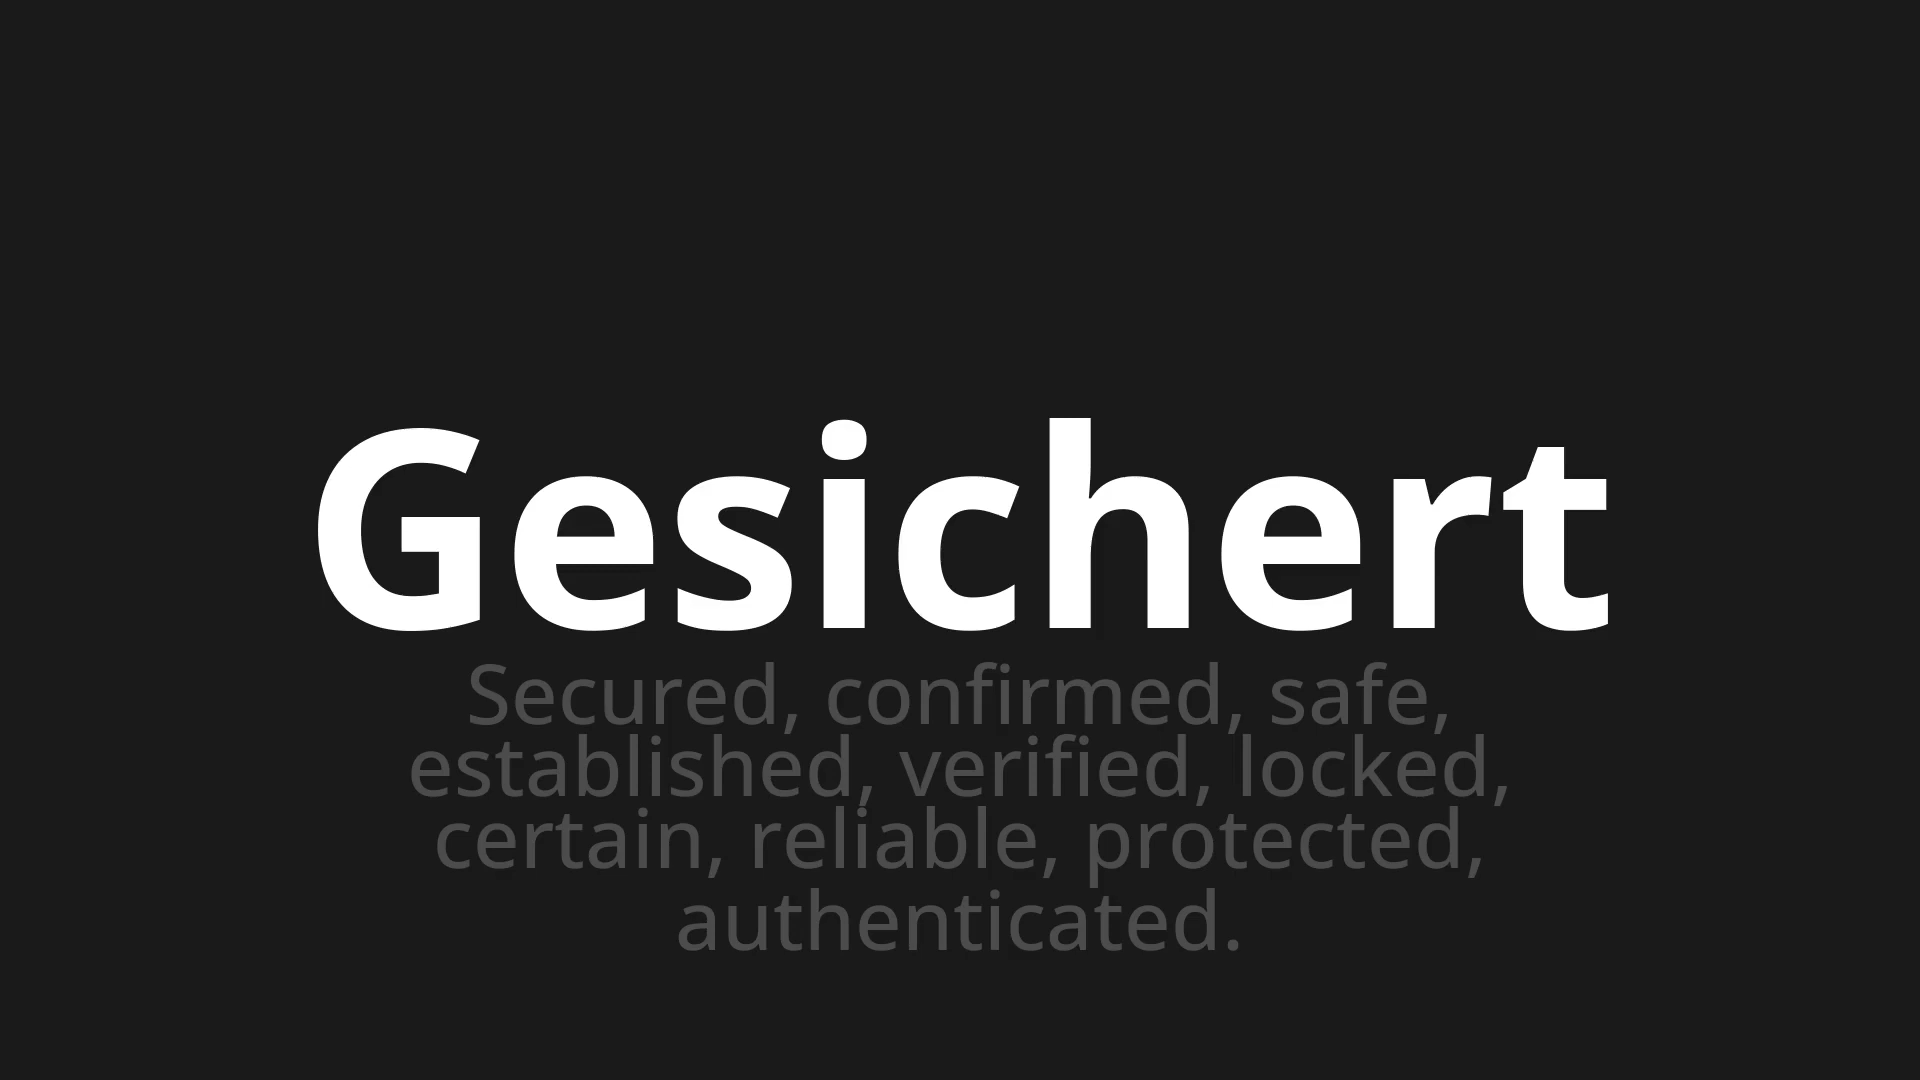 Gesichert
Secured, confirmed, safe,
established, verified, locked,
certain, reliable, protected,
authenticated.